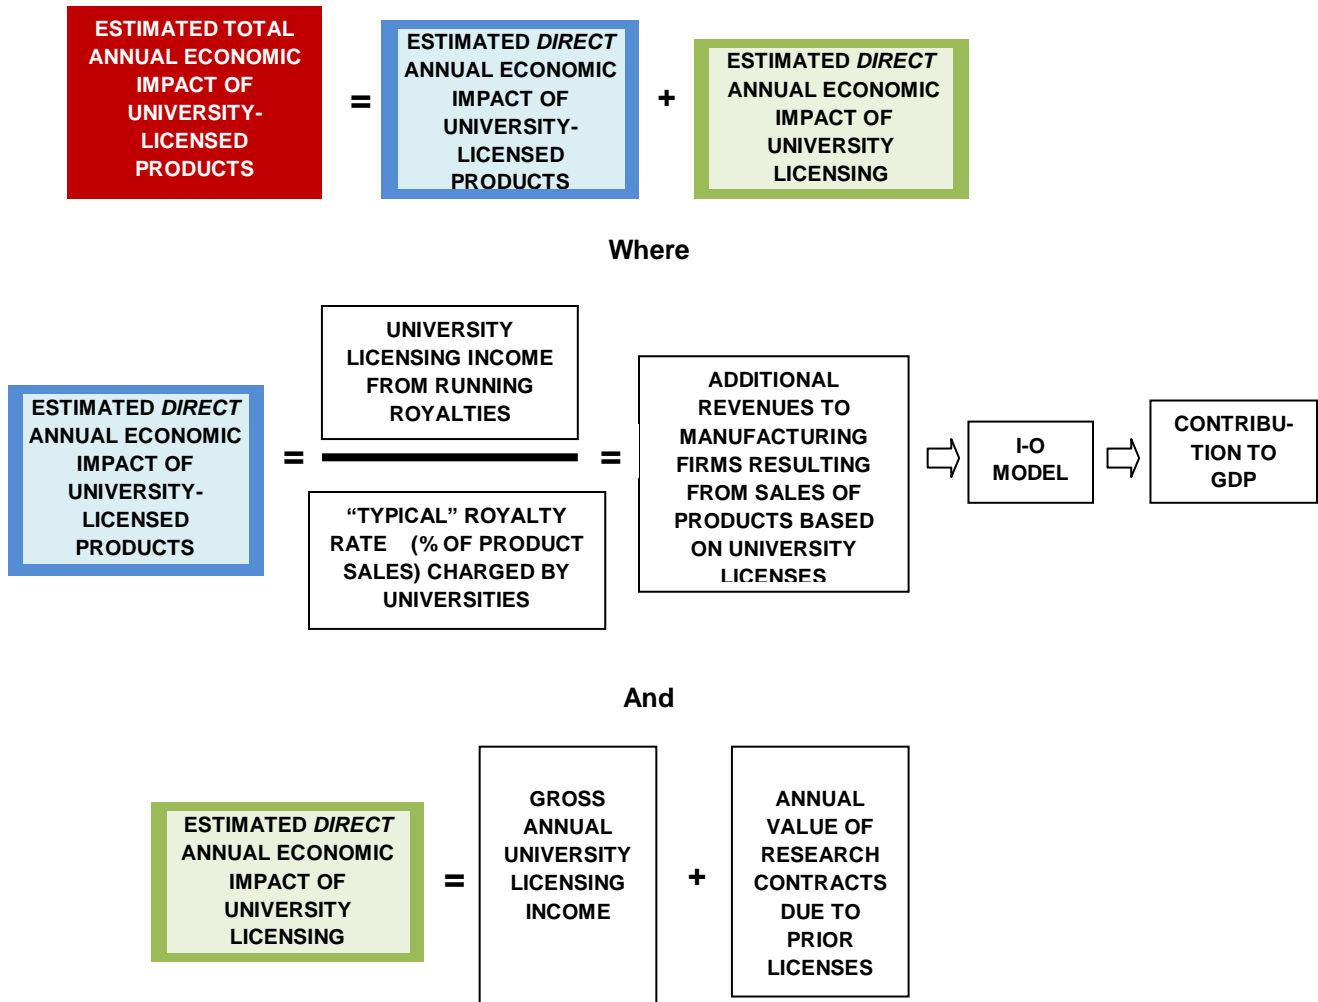 ESTIMATED TOTAL
ANNUAL ECONOMIC
IMPACT OF
UNIVERSITY-
LICENSED
PRODUCTS
=
ESTIMATED DIRECT
ANNUAL ECONOMIC
IMPACT OF
UNIVERSITY-
LICENSED
PRODUCTS
+
ESTIMATED DIRECT
ANNUAL ECONOMIC
IMPACT OF
UNIVERSITY
LICENSING
Where
ESTIMATED DIRECT
ANNUAL ECONOMIC
IMPACT OF
UNIVERSITY-
LICENSED
PRODUCTS
=
UNIVERSITY
LICENSING INCOME
FROM RUNNING
ROYALTIES
“TYPICAL” ROYALTY
RATE (% OF PRODUCT
SALES) CHARGED BY
UNIVERSITIES
=
ADDITIONAL
REVENUES TO
MANUFACTURING
FIRMS RESULTING
FROM SALES OF
PRODUCTS BASED
ON UNIVERSITY
LICENSES
I-O
MODEL
CONTRIBU-
TION TO
GDP
And
ESTIMATED DIRECT
ANNUAL ECONOMIC
IMPACT OF
UNIVERSITY
LICENSING
=
GROSS
ANNUAL
UNIVERSITY
LICENSING
INCOME
+
ANNUAL
VALUE OF
RESEARCH
CONTRACTS
DUE TO
PRIOR
LICENSES